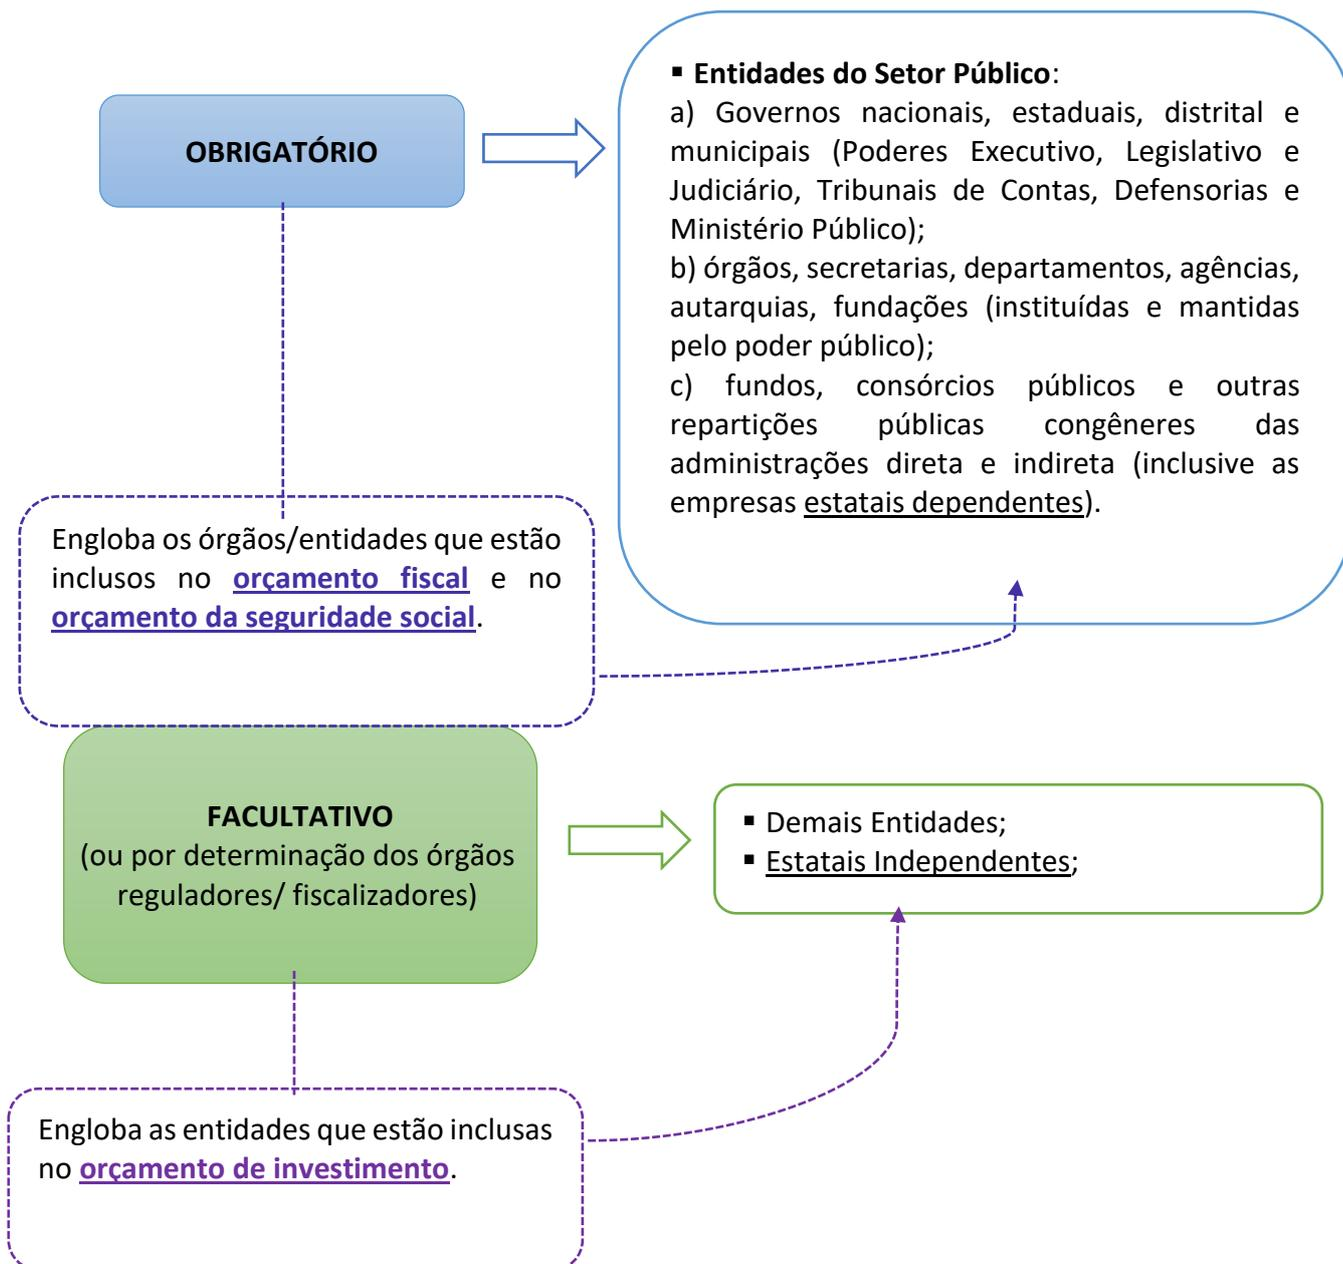 OBRIGATÓRIO
▪ Entidades do Setor Público:
a) Governos nacionais, estaduais, distrital e
municipais (Poderes Executivo, Legislativo e
Judiciário, Tribunais de Contas, Defensorias e
Ministério Público);
b) órgãos, secretarias, departamentos, agências,
autarquias, fundações (instituídas e mantidas
pelo poder público);
c) fundos, consórcios públicos e outras
repartições públicas congêneres das
administrações direta e indireta (inclusive as
empresas estatais dependentes).
Engloba os órgãos/entidades que estão
inclusos no orçamento fiscal e no
orçamento da seguridade social.
FACULTATIVO
(ou por determinação dos órgãos
reguladores/ fiscalizadores)
▪ Demais Entidades;
▪ Estatais Independentes;
Engloba as entidades que estão inclusas
no orçamento de investimento.